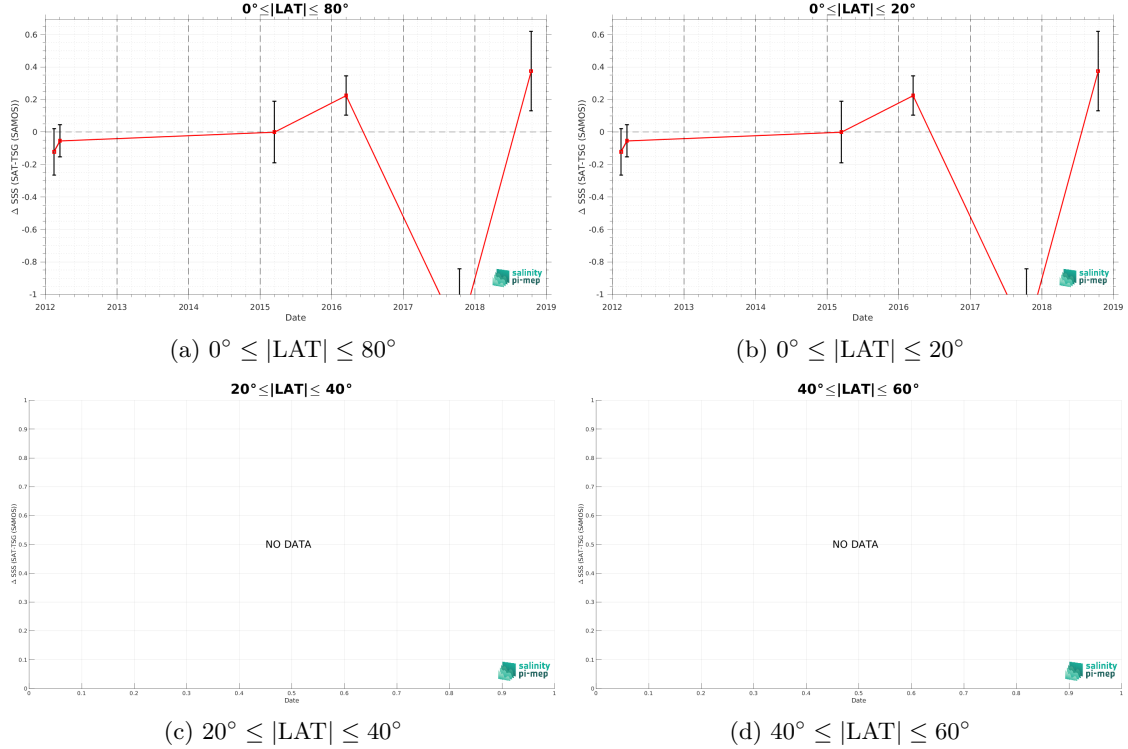 0°≤|LAT|≤ 80°
Δ SSS (SAT-TSG (SAMOS))
0.6
0.4
0.2
0
-0.2
-0.4
-0.6
-0.8
-1
2012 2013 2014 2015 2016 2017 2018 2019
Date
salinity
pi-mep
(a) 0° ≤ |LAT| ≤ 80°
0°≤|LAT|≤ 20°
Δ SSS (SAT-TSG (SAMOS))
0.6
0.4
0.2
0
-0.2
-0.4
-0.6
-0.8
-1
2012 2013 2014 2015 2016 2017 2018 2019
Date
salinity
pi-mep
(b) 0° ≤ |LAT| ≤ 20°
20°≤|LAT|≤ 40°
Δ SSS (SAT-TSG (SAMOS))
1
0.9
0.8
0.7
0.6
0.5
0.4
0.3
0.2
0.1
0
NO DATA
0 0.1 0.2 0.3 0.4 0.5 0.6 0.7 0.8 0.9 1
Date
salinity
pi-mep
(c) 20° ≤ |LAT| ≤ 40°
40°≤|LAT|≤ 60°
Δ SSS (SAT-TSG (SAMOS))
1
0.9
0.8
0.7
0.6
0.5
0.4
0.3
0.2
0.1
0
NO DATA
0 0.1 0.2 0.3 0.4 0.5 0.6 0.7 0.8 0.9 1
Date
salinity
pi-mep
(d) 40° ≤ |LAT| ≤ 60°